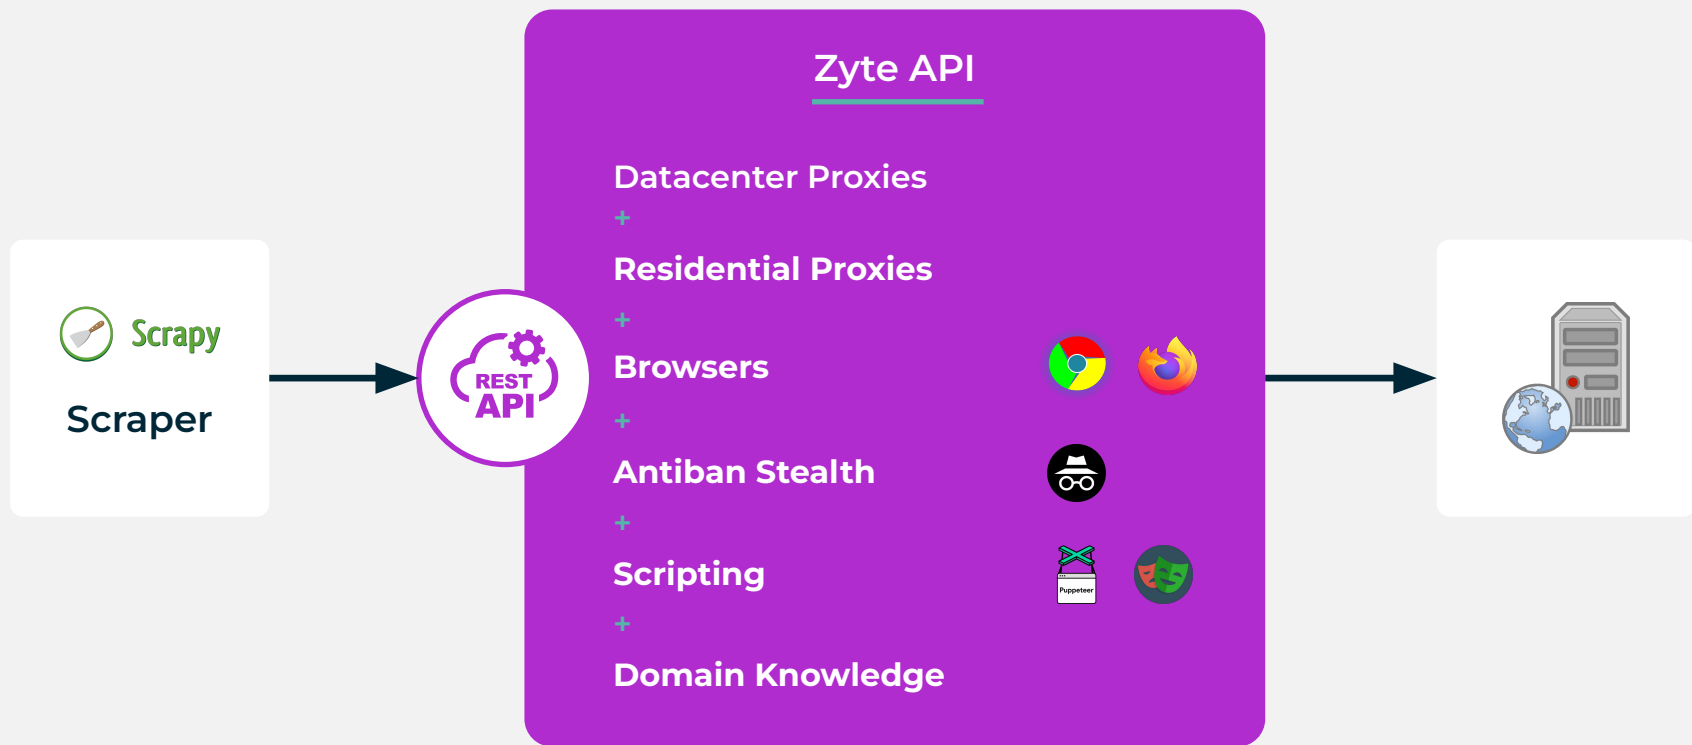 Zyte API
Datacenter Proxies
+
Residential Proxies
+
Browsers
+
Antiban Stealth
+
Scripting
+
Domain Knowledge
Scrapy
Scraper
REST
API
Puppeteer